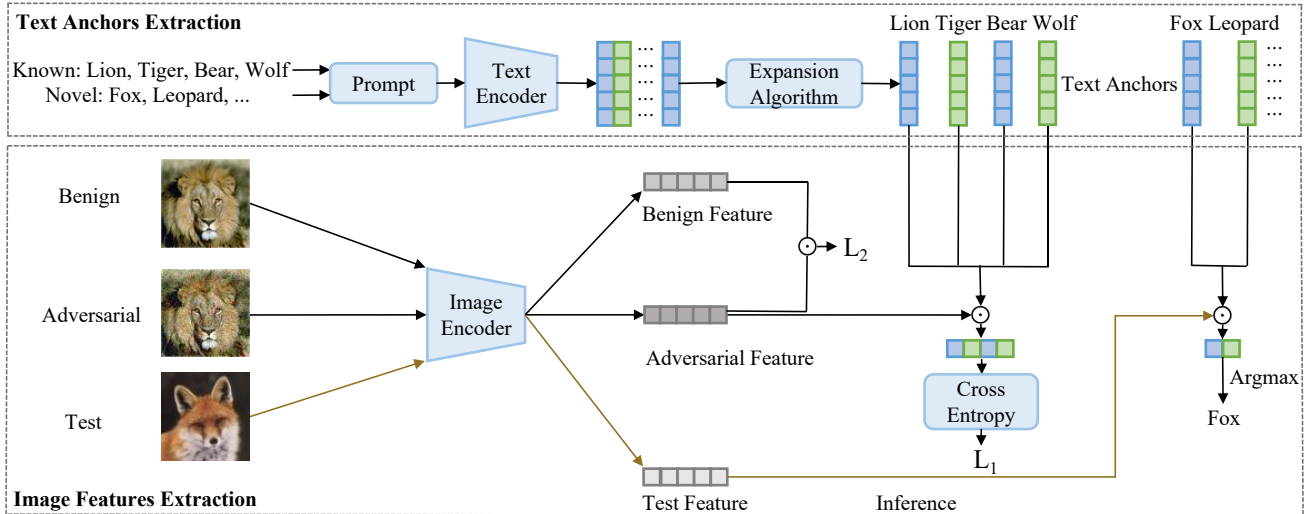 Text Anchors Extraction
Known: Lion, Tiger, Bear, Wolf
Novel: Fox, Leopard, ...
Prompt
Text
Encoder
...
...
...
...
...
Expansion
Algorithm
Lion Tiger Bear Wolf
Text Anchors
Fox Leopard
...
...
...
...
...
Benign
Adversarial
Test
Image
Encoder
Benign Feature
L2
Adversarial Feature
Cross
Entropy
L1
Argmax
Fox
Test Feature
Inference
Image Features Extraction